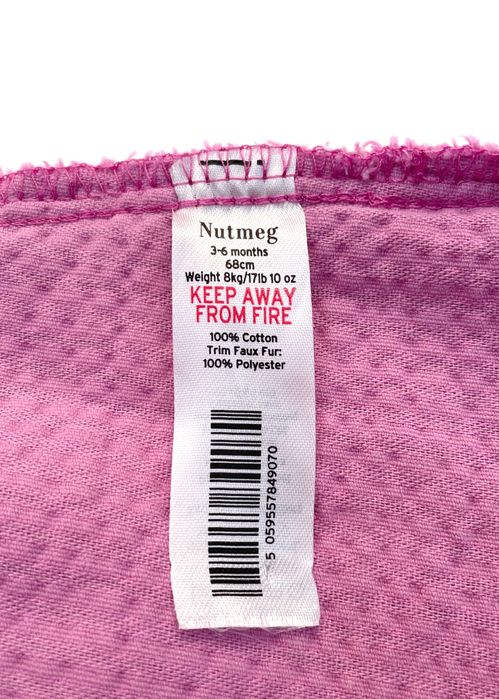 Nutmeg
3-6 months
68cm
Weight 8kg/17lb 10 oz
KEEP AWAY
FROM FIRE
100% Cotton
Trim Faux Fur:
100% Polyester
5 059557849070